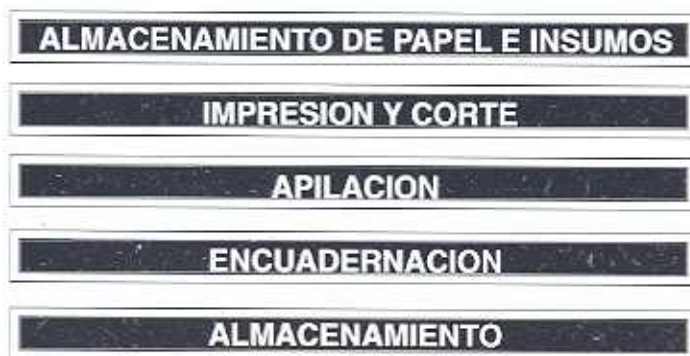 ALMACENAMIENTO DE PAPEL E INSUMOS
IMPRESION Y CORTE
APILACION
ENCUADERNACION
ALMACENAMIENTO